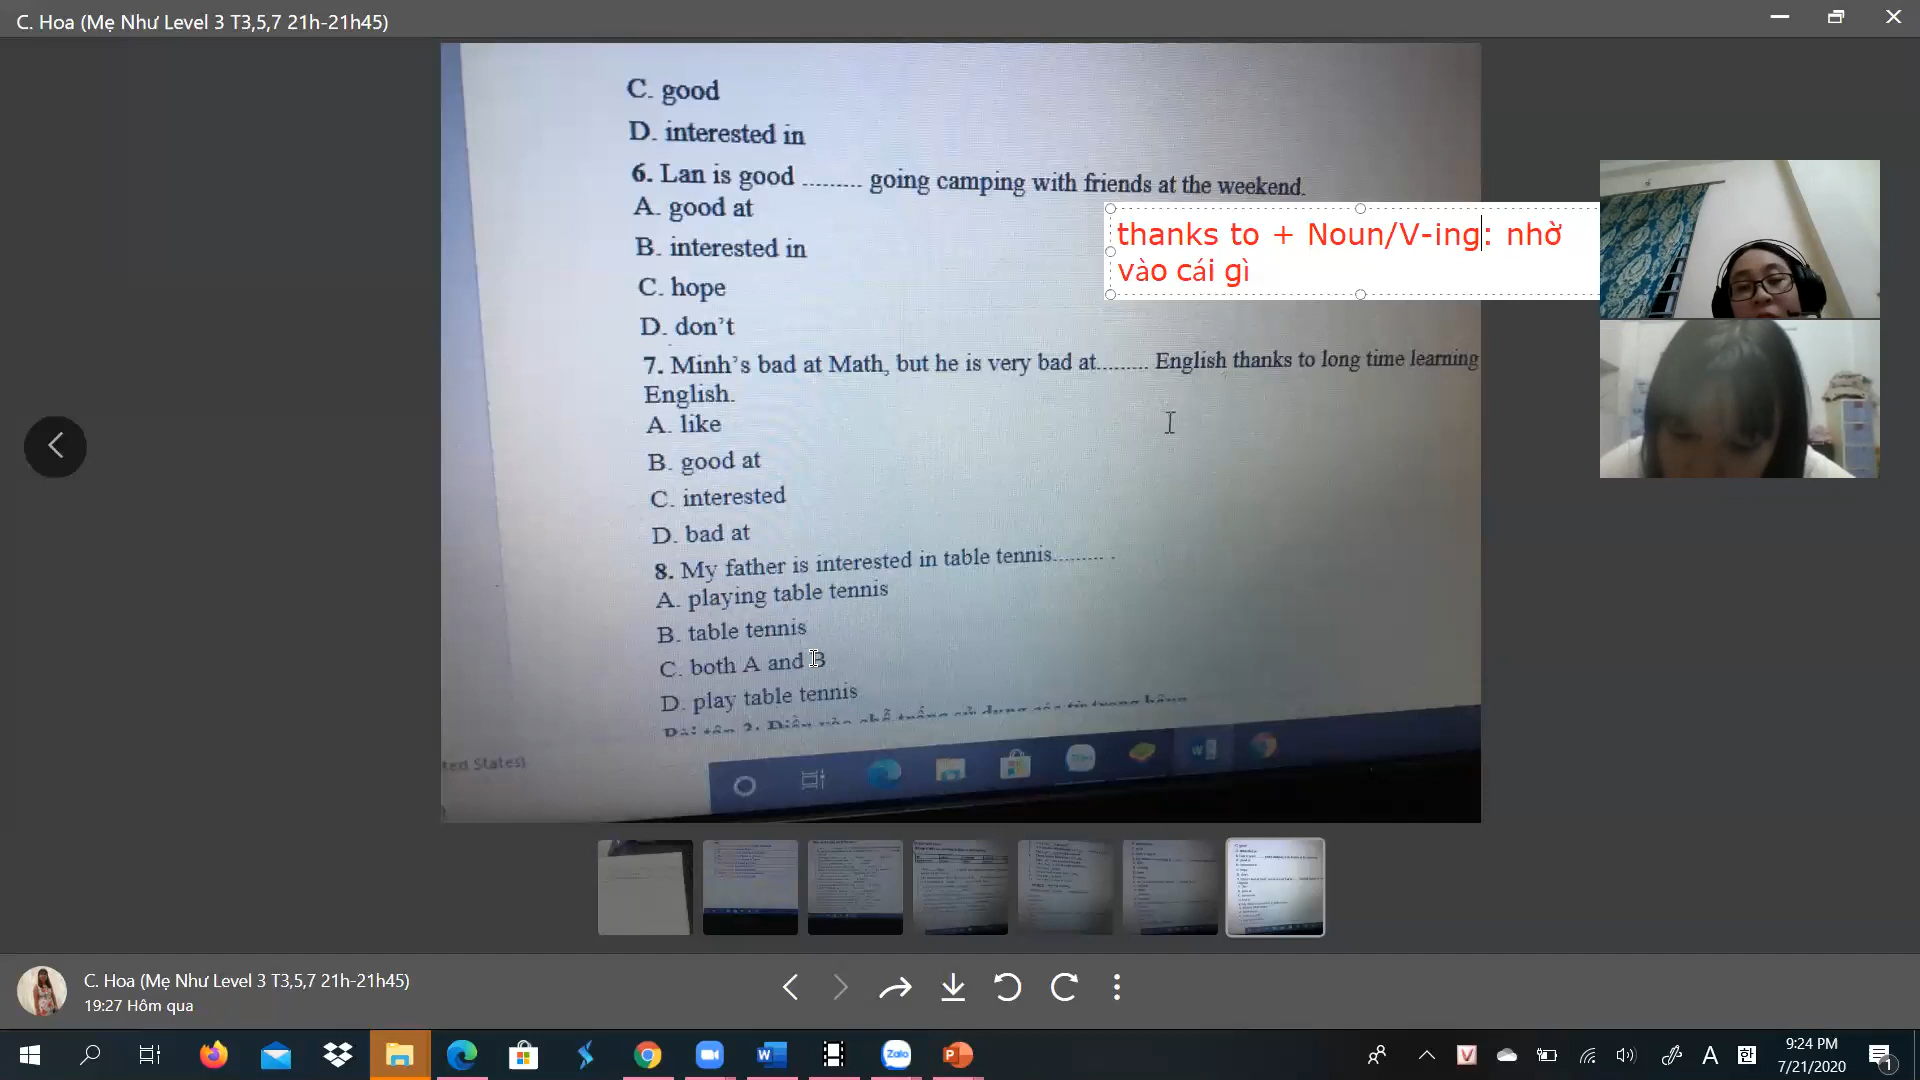 C. Hoa (Mẹ Như Level 3 T3,5,7 21h-21h45)
C. good
D. interested in
6. Lan is good ......... going camping with friends at the weekend.
A. good at
B. interested in
C. hope
D. don't
thanks to + Noun/V-ing: nhờ
vào cái gì
7. Minh's bad at Math, but he is very bad at......... English thanks to long time learning
English.
A. like
B. good at
C. interested
D. bad at
8. My father is interested in table tennis......... .
A. playing table tennis
B. table tennis
C. both A and B
D. play table tennis
ted States)
C. Hoa (Mẹ Như Level 3 T3,5,7 21h-21h45)
19:27 Hôm qua
Zalo
9:24 PM
7/21/2020
1